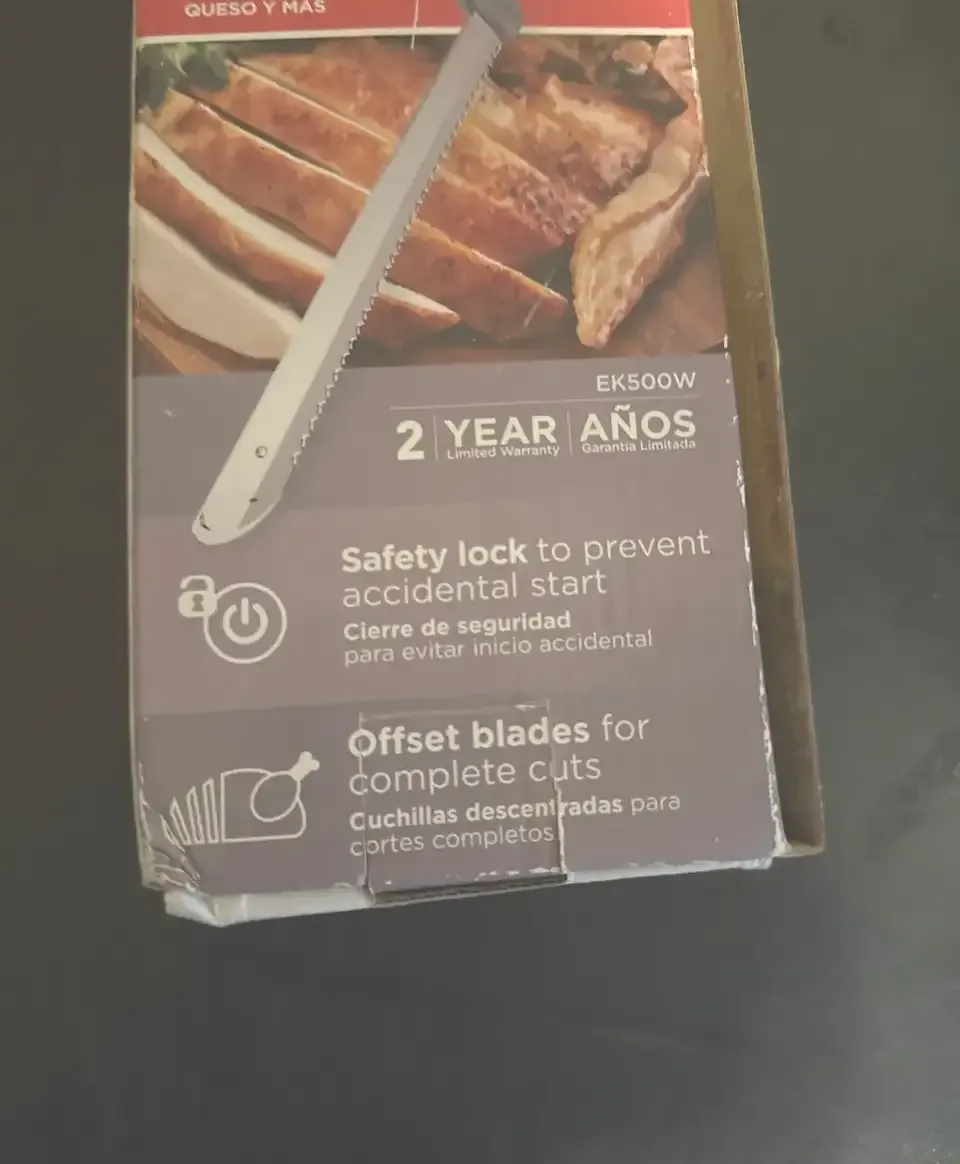 QUESO Y MÁS
EK500W
2 YEAR AÑOS
Limited Warranty Garantía Limitada
Safety lock to prevent
accidental start
Cierre de seguridad
para evitar inicio accidental
Offset blades for
complete cuts
Cuchillas descentradas para
cortes completos